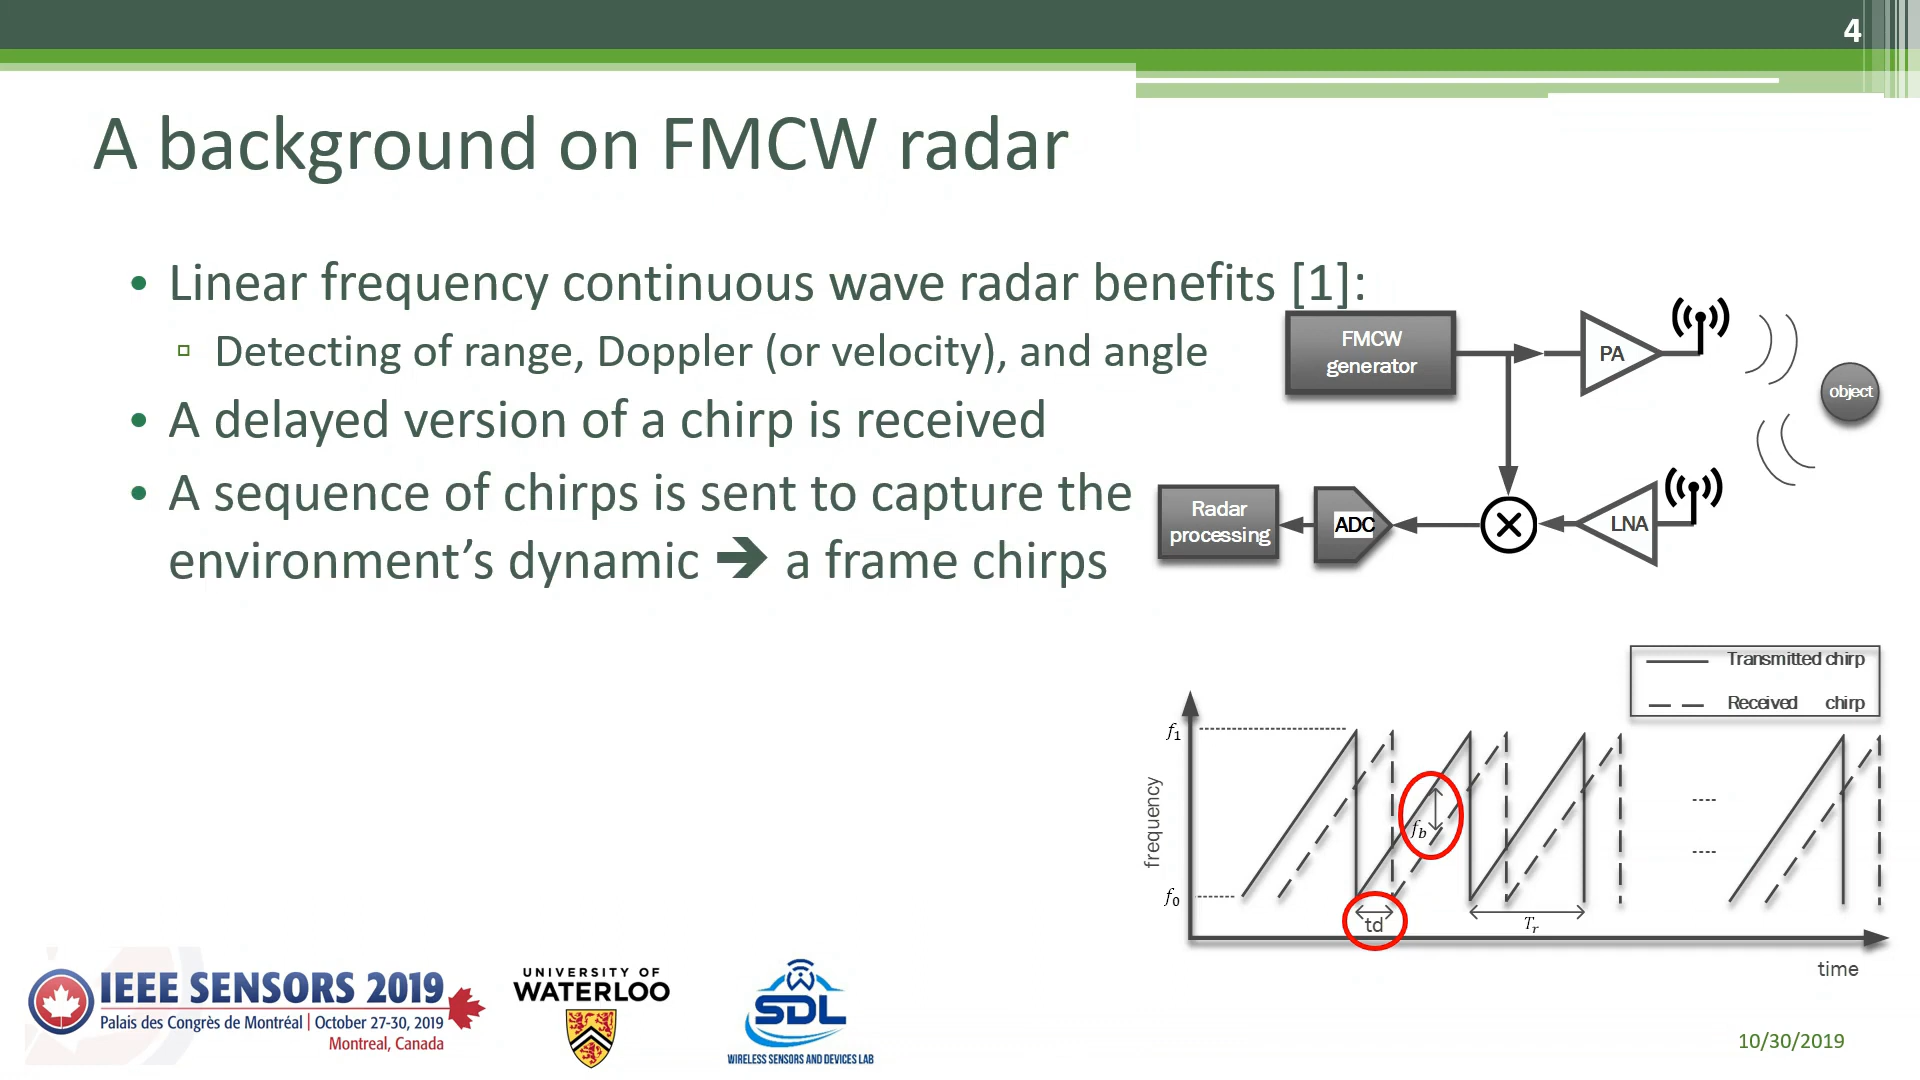 4
A background on FMCW radar
• Linear frequency continuous wave radar benefits [1]:
▫ Detecting of range, Doppler (or velocity), and angle
• A delayed version of a chirp is received
• A sequence of chirps is sent to capture the
environment’s dynamic ➔ a frame chirps
FMCW
generator
PA
object
Radar
processing
ADC
LNA
Transmitted chirp
Received chirp
f₁
frequency
f_b
f₀
td
T_r
time
IEEE SENSORS 2019
Palais des Congrès de Montréal | October 27-30, 2019
Montreal, Canada
UNIVERSITY OF
WATERLOO
SDL
WIRELESS SENSORS AND DEVICES LAB
10/30/2019